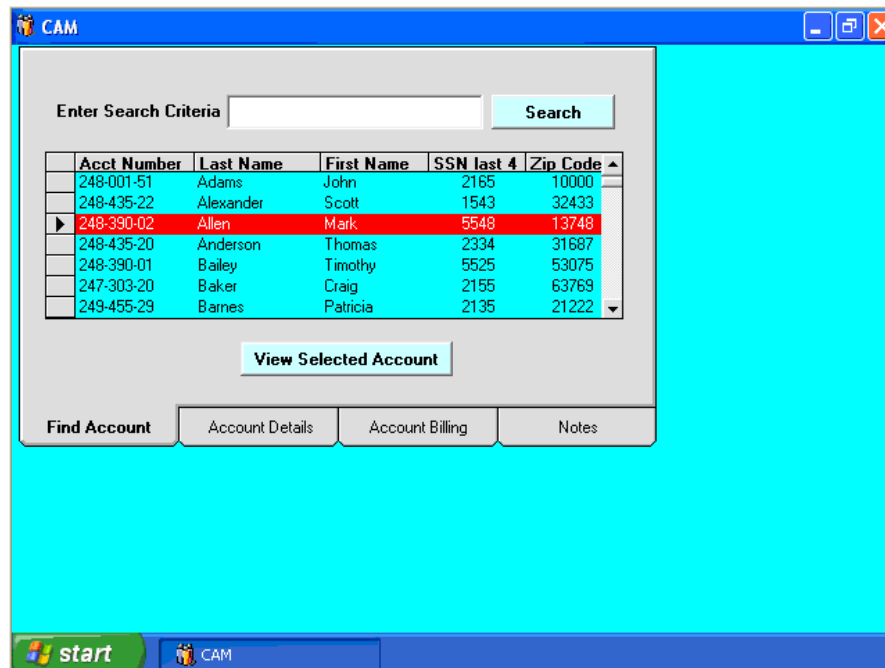 CAM
Enter Search Criteria Search
Acct Number Last Name First Name SSN last 4 Zip Code
248-001-51 Adams John 2165 10000
248-435-22 Alexander Scott 1543 32433
248-390-02 Allen Mark 5548 13748
248-435-20 Anderson Thomas 2334 31687
248-390-01 Bailey Timothy 5525 53075
247-303-20 Baker Craig 2155 63769
249-455-29 Barnes Patricia 2135 21222
View Selected Account
Find Account Account Details Account Billing Notes
start CAM